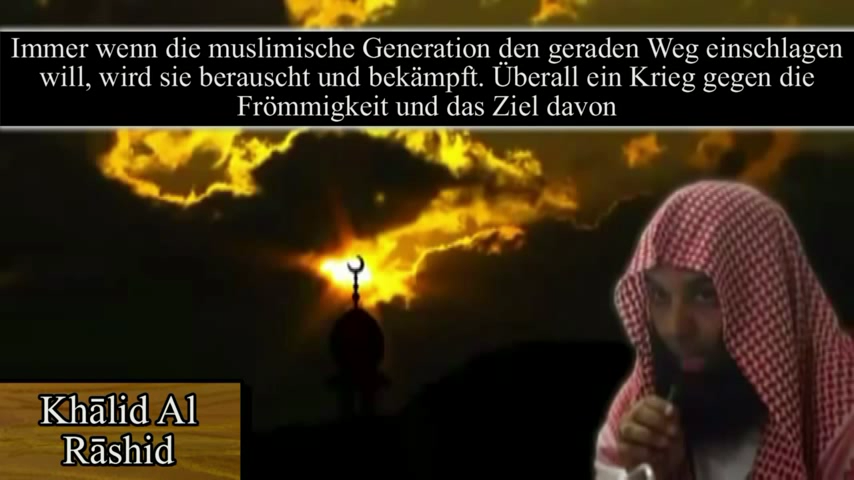 Immer wenn die muslimische Generation den geraden Weg einschlagen
will, wird sie berauscht und bekämpft. Überall ein Krieg gegen die
Frömmigkeit und das Ziel davon
Khālid Al
Rāshid